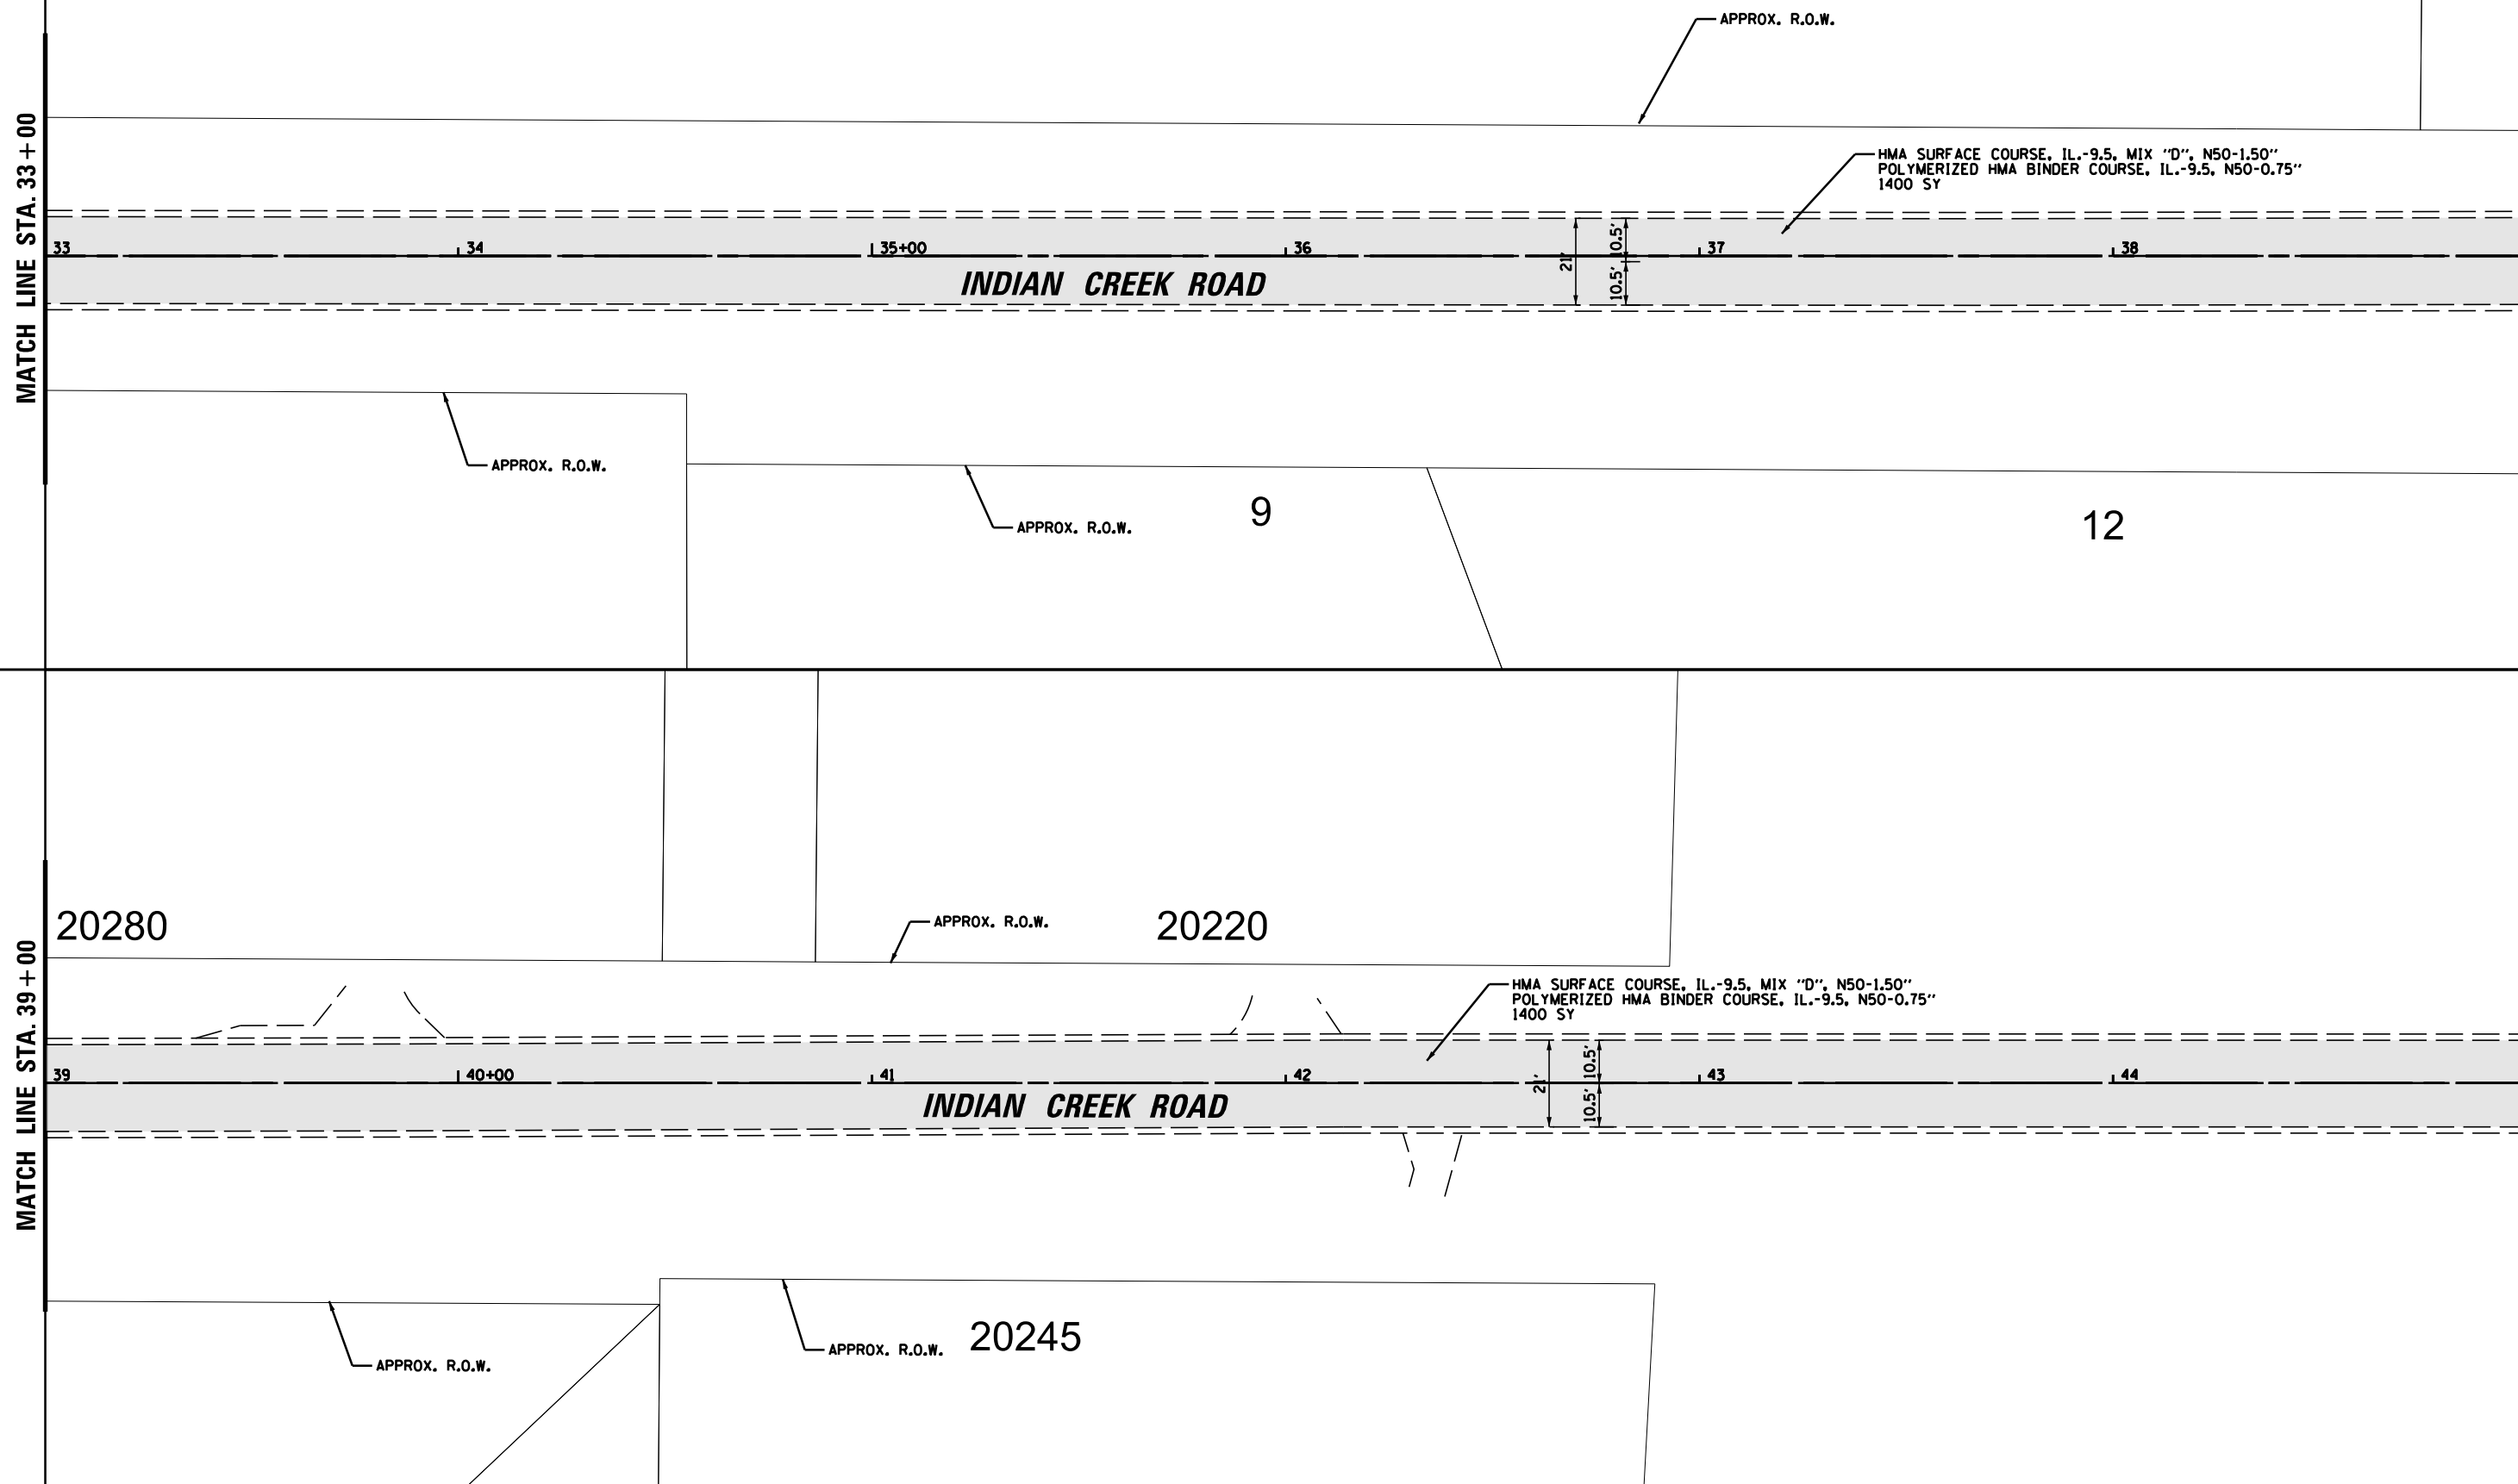 APPROX. R.O.W.
MATCH LINE STA. 33+00
HMA SURFACE COURSE, IL.-9.5, MIX "D", N50-1.50"
POLYMERIZED HMA BINDER COURSE, IL.-9.5, N50-0.75"
1400 SY
33
34
35+00
36
37
38
21'
10.5'
10.5'
INDIAN CREEK ROAD
APPROX. R.O.W.
APPROX. R.O.W.
9
12
MATCH LINE STA. 39+00
20280
APPROX. R.O.W.
20220
HMA SURFACE COURSE, IL.-9.5, MIX "D", N50-1.50"
POLYMERIZED HMA BINDER COURSE, IL.-9.5, N50-0.75"
1400 SY
39
40+00
41
42
43
44
21'
10.5'
10.5'
INDIAN CREEK ROAD
APPROX. R.O.W.
APPROX. R.O.W.
20245